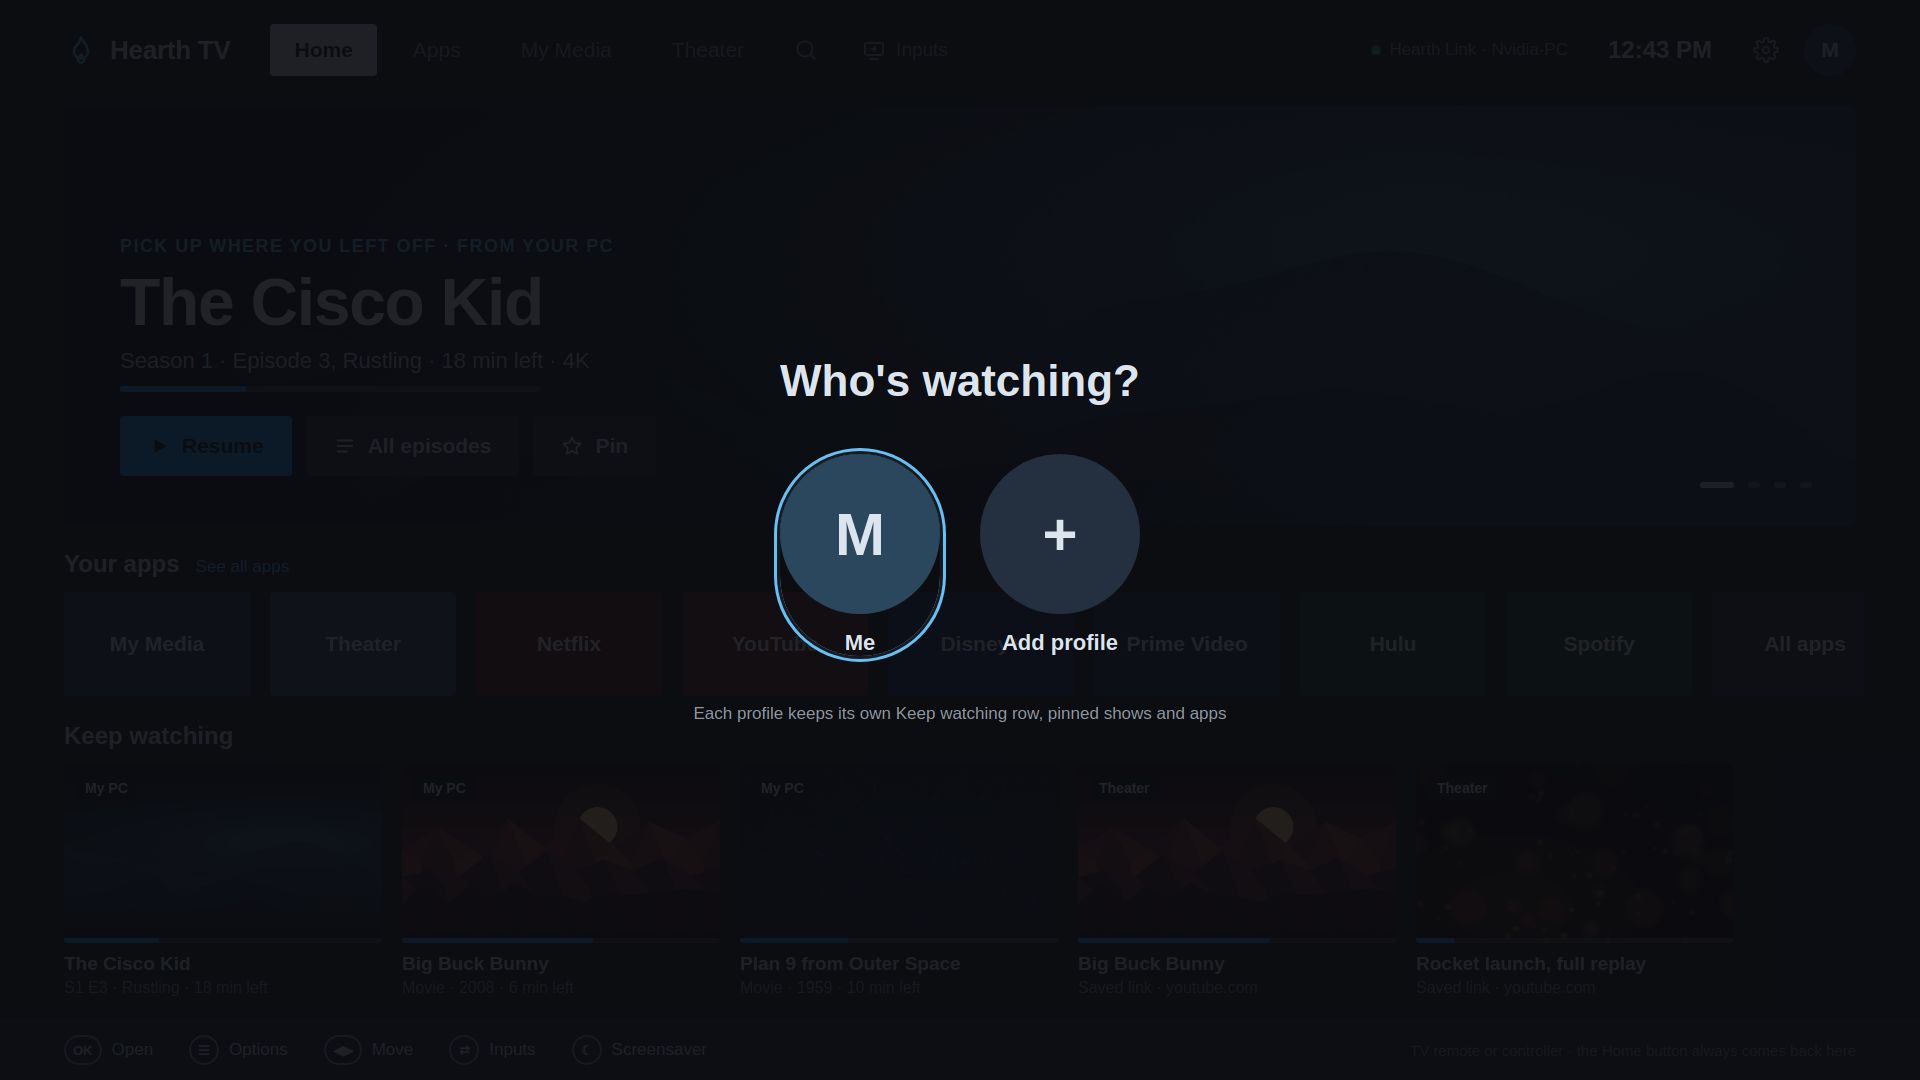 Hearth TV
Home
Apps
My Media
Theater
Inputs
Hearth Link · Nvidia-PC
12:43 PM
M
PICK UP WHERE YOU LEFT OFF · FROM YOUR PC
The Cisco Kid
Season 1 · Episode 3, Rustling · 18 min left · 4K
Resume
All episodes
Pin
Who's watching?
M
+
Me
Add profile
Each profile keeps its own Keep watching row, pinned shows and apps
Your apps
See all apps
My Media
Theater
Netflix
YouTube
Disney
Prime Video
Hulu
Spotify
All apps
Keep watching
My PC
The Cisco Kid
S1 E3 · Rustling · 18 min left
My PC
Big Buck Bunny
Movie · 2008 · 6 min left
My PC
Plan 9 from Outer Space
Movie · 1959 · 10 min left
Theater
Big Buck Bunny
Saved link · youtube.com
Theater
Rocket launch, full replay
Saved link · youtube.com
OK Open
Options
Move
Inputs
Screensaver
TV remote or controller · the Home button always comes back here